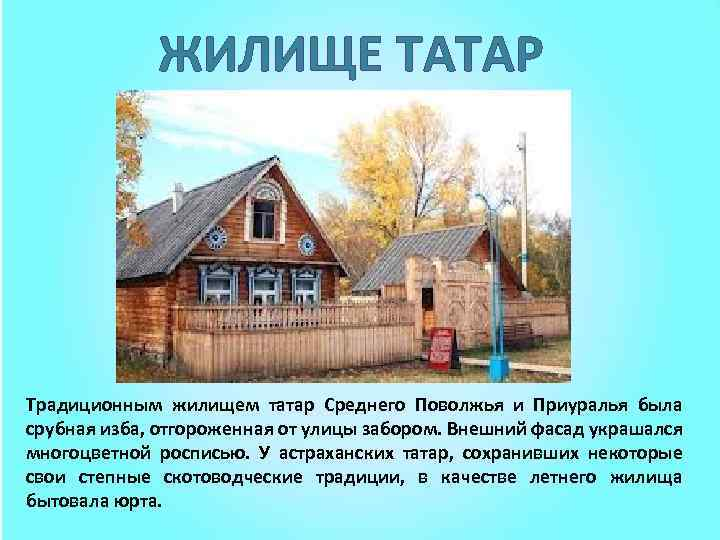 ЖИЛИЩЕ ТАТАР
Традиционным жилищем татар Среднего Поволжья и Приуралья была
срубная изба, отгороженная от улицы забором. Внешний фасад украшался
многоцветной росписью. У астраханских татар, сохранивших некоторые
свои степные скотоводческие традиции, в качестве летнего жилища
бытовала юрта.